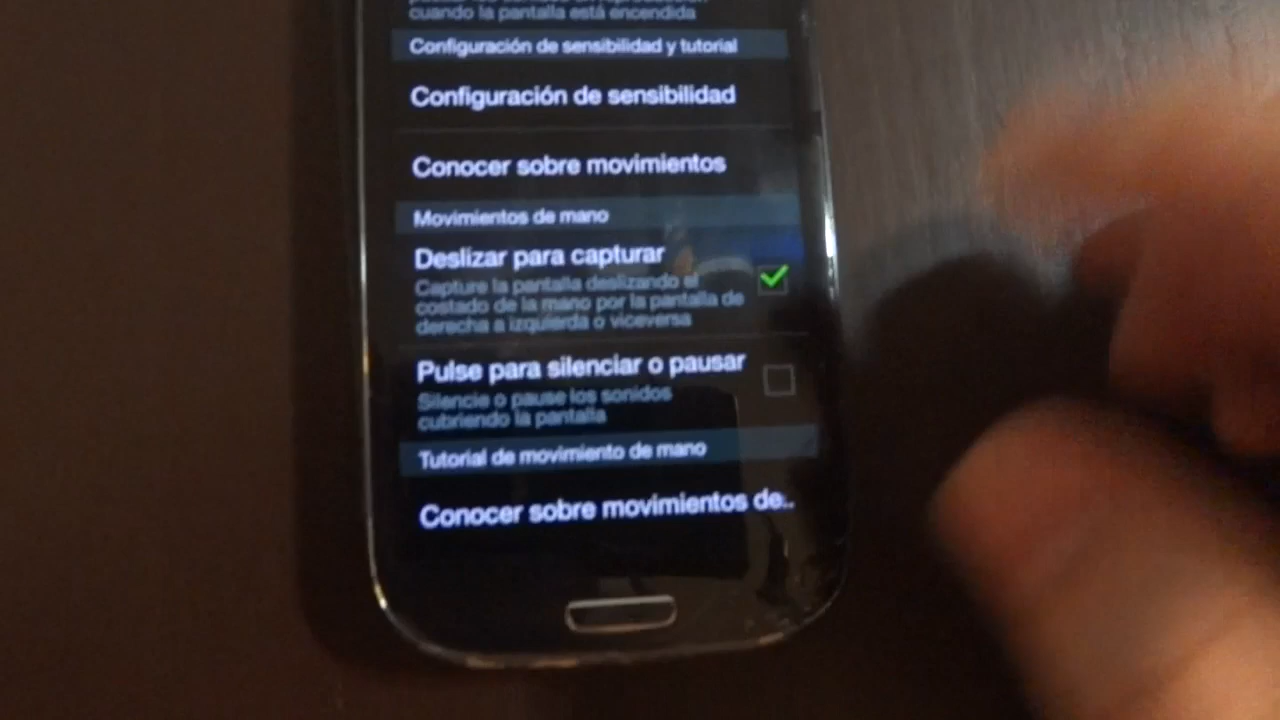 cuando la pantalla está encendida
Configuración de sensibilidad y tutorial
Configuración de sensibilidad
Conocer sobre movimientos
Movimientos de mano
Deslizar para capturar
Capture la pantalla deslizando el
costado de la mano por la pantalla de
derecha a izquierda o viceversa
Pulse para silenciar o pausar
Silencie o pause los sonidos
cubriendo la pantalla
Tutorial de movimiento de mano
Conocer sobre movimientos de..